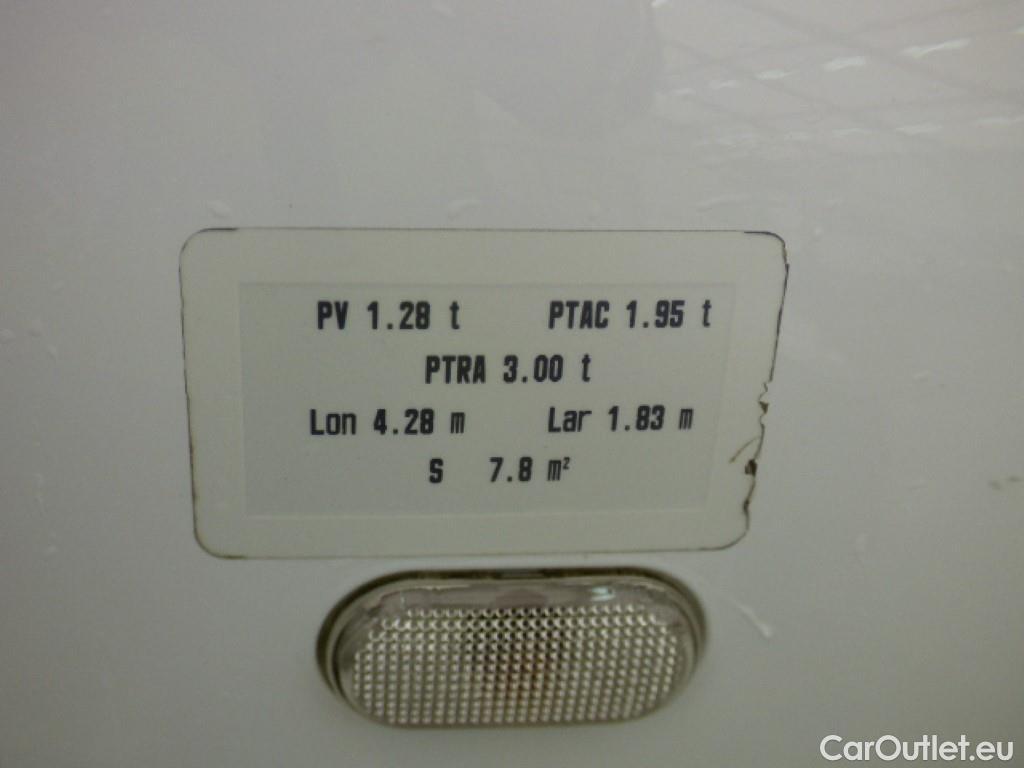 PV 1.28 t PTAC 1.95 t
PTRA 3.00 t
Lon 4.28 m Lar 1.83 m
S 7.8 m²
CarOutlet.eu